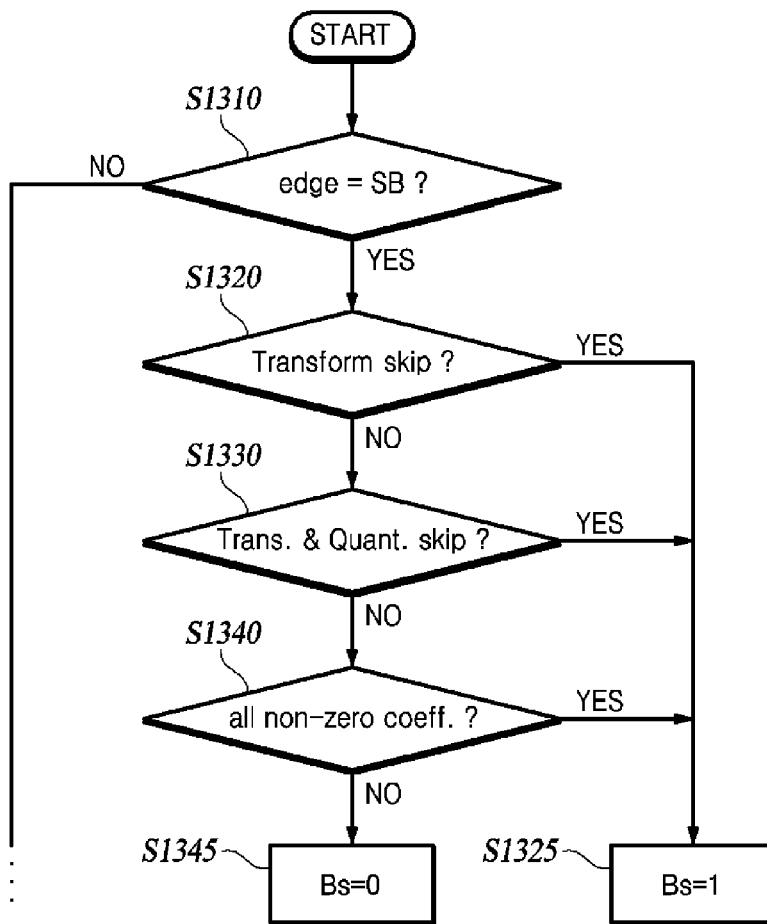 START
S1310
NO
edge = SB ?
YES
S1320
Transform skip ?
YES
NO
S1330
Trans. & Quant. skip ?
YES
NO
S1340
all non-zero coeff. ?
YES
NO
S1345
Bs=0
S1325
Bs=1